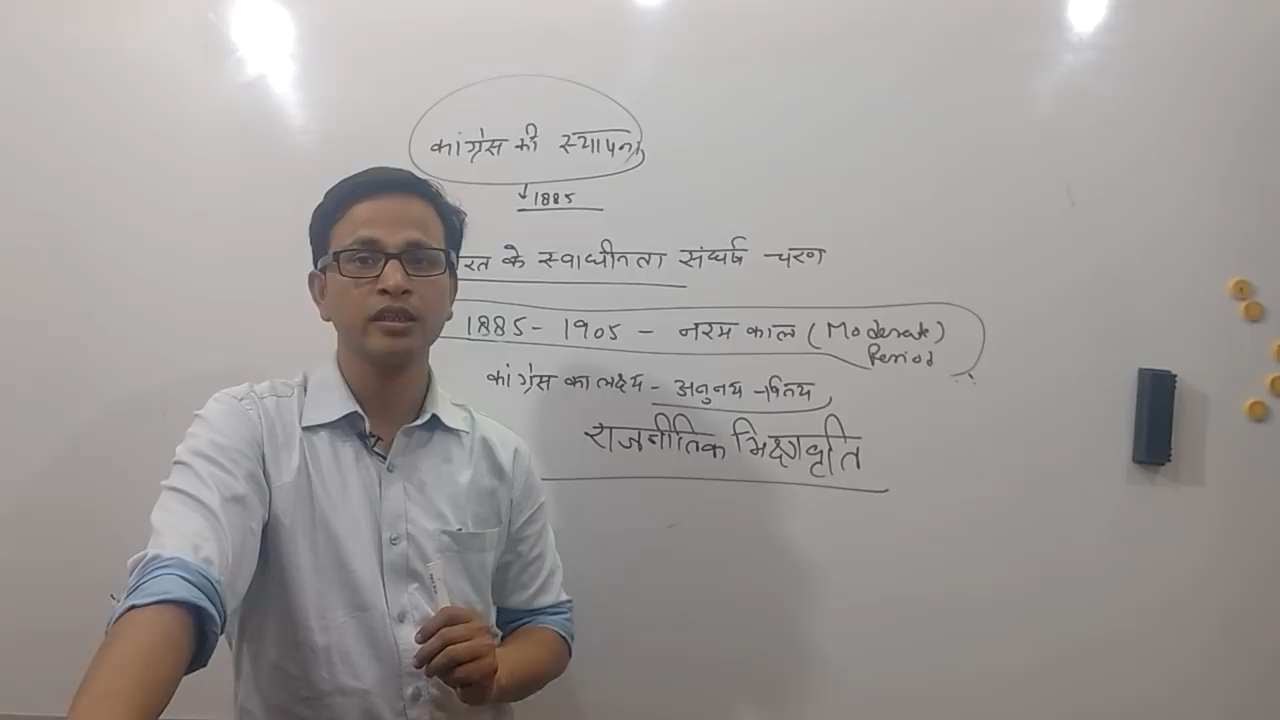 कांग्रेस की स्थापना
↓ 1885
रत के स्वाधीनता संघर्ष चरण
1885 - 1905 - नरम काल (Moderate)
Period
कांग्रेस का लक्ष्य - अनुनय - विनय
राजनीतिक भिक्षावृति